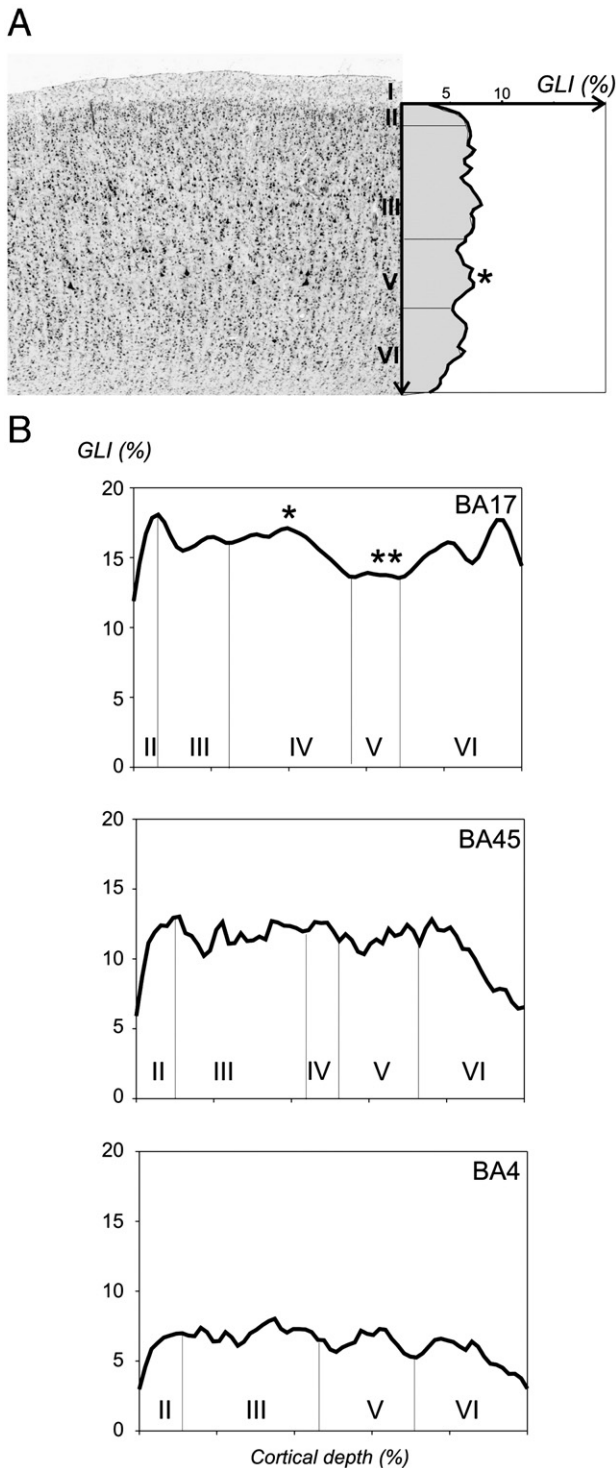 A
GLI (%)
5 10
I
II
III
V *
VI
B
GLI (%)
BA17
20
15
10
5
0
* **
II III IV V VI
BA45
20
15
10
5
0
II III IV V VI
BA4
20
15
10
5
0
II III V VI
Cortical depth (%)